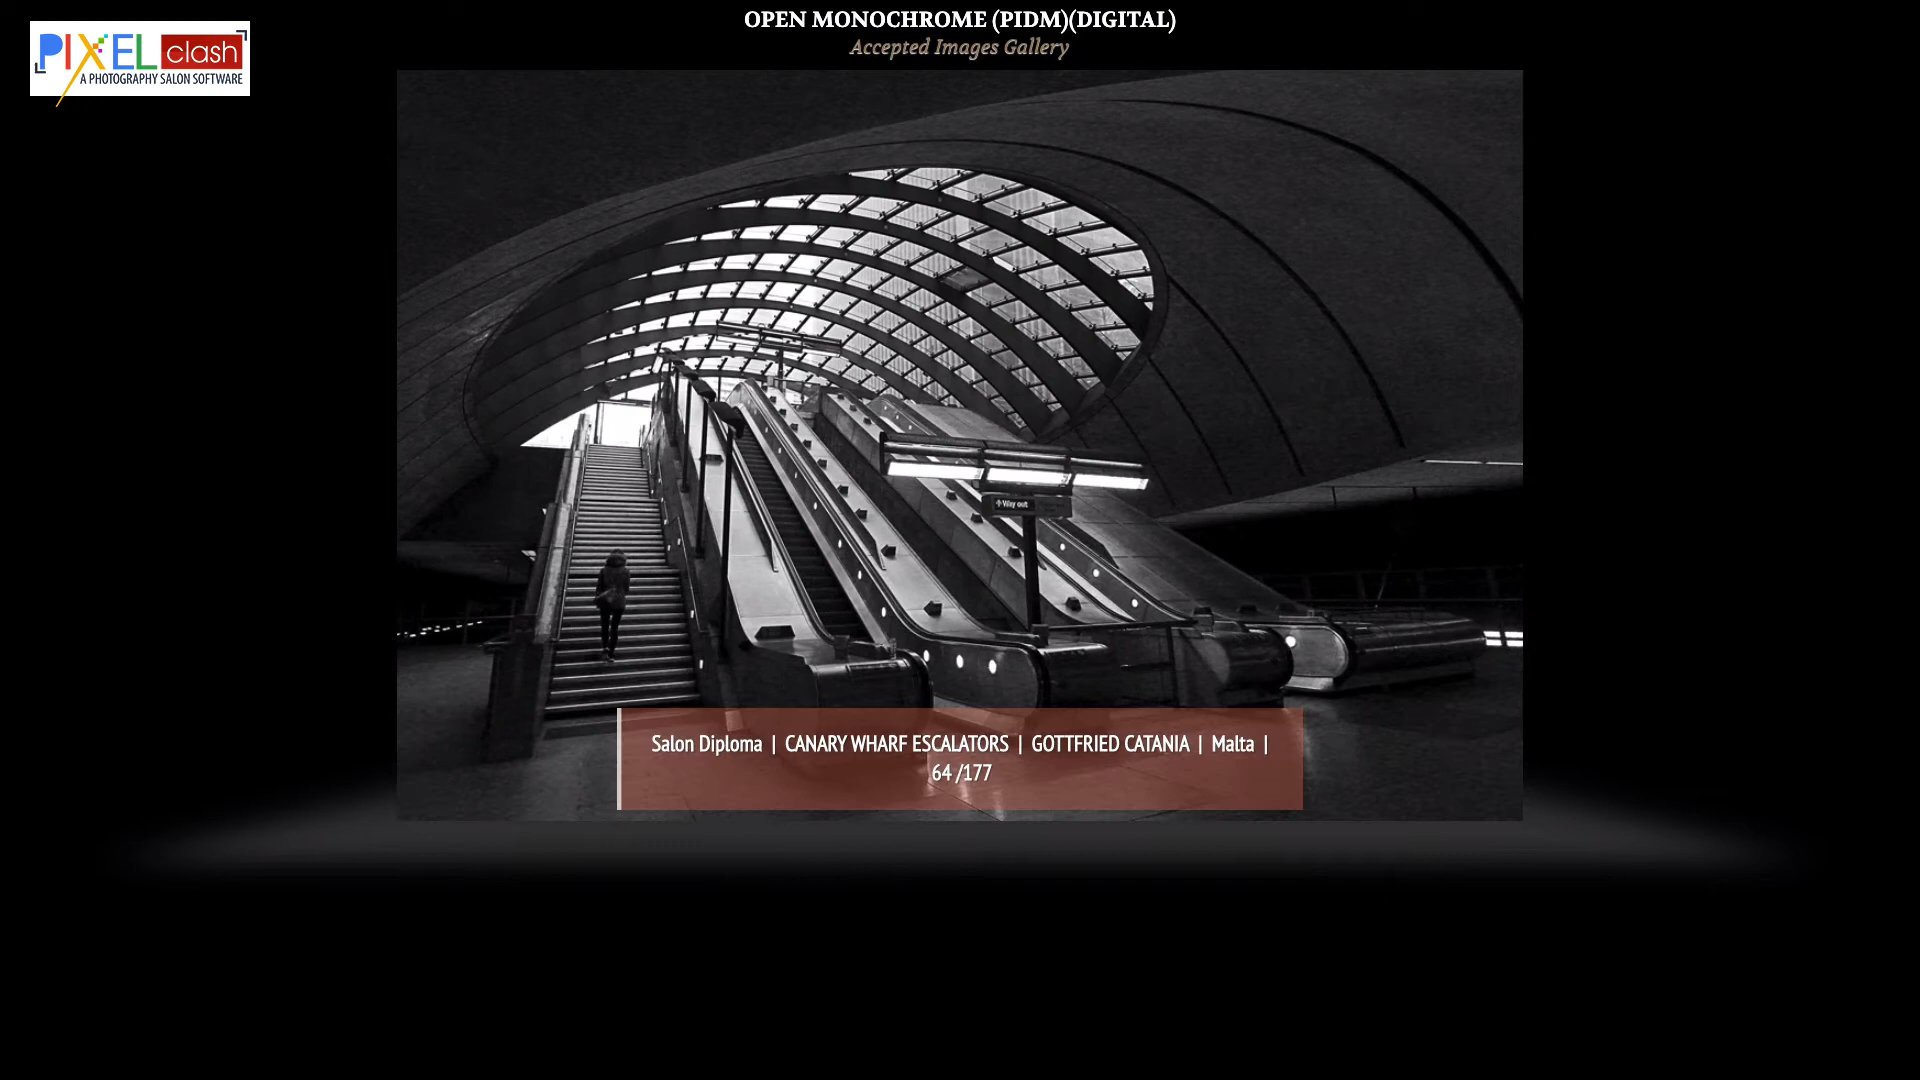 OPEN MONOCHROME (PIDM)(DIGITAL)
Accepted Images Gallery
PIXEL clash
A PHOTOGRAPHY SALON SOFTWARE
Way out
Salon Diploma | CANARY WHARF ESCALATORS | GOTTFRIED CATANIA | Malta |
64 /177